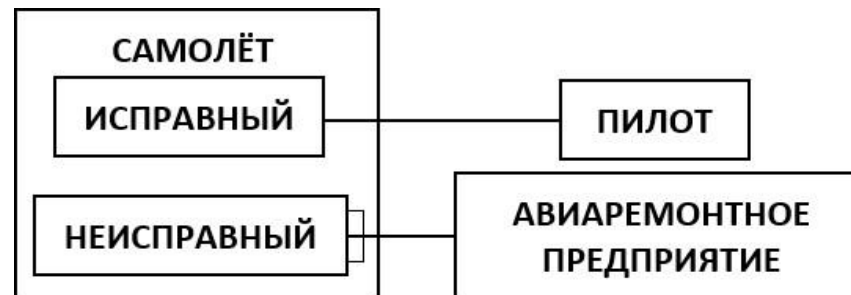 САМОЛЁТ
ИСПРАВНЫЙ
ПИЛОТ
НЕИСПРАВНЫЙ
АВИАРЕМОНТНОЕ
ПРЕДПРИЯТИЕ